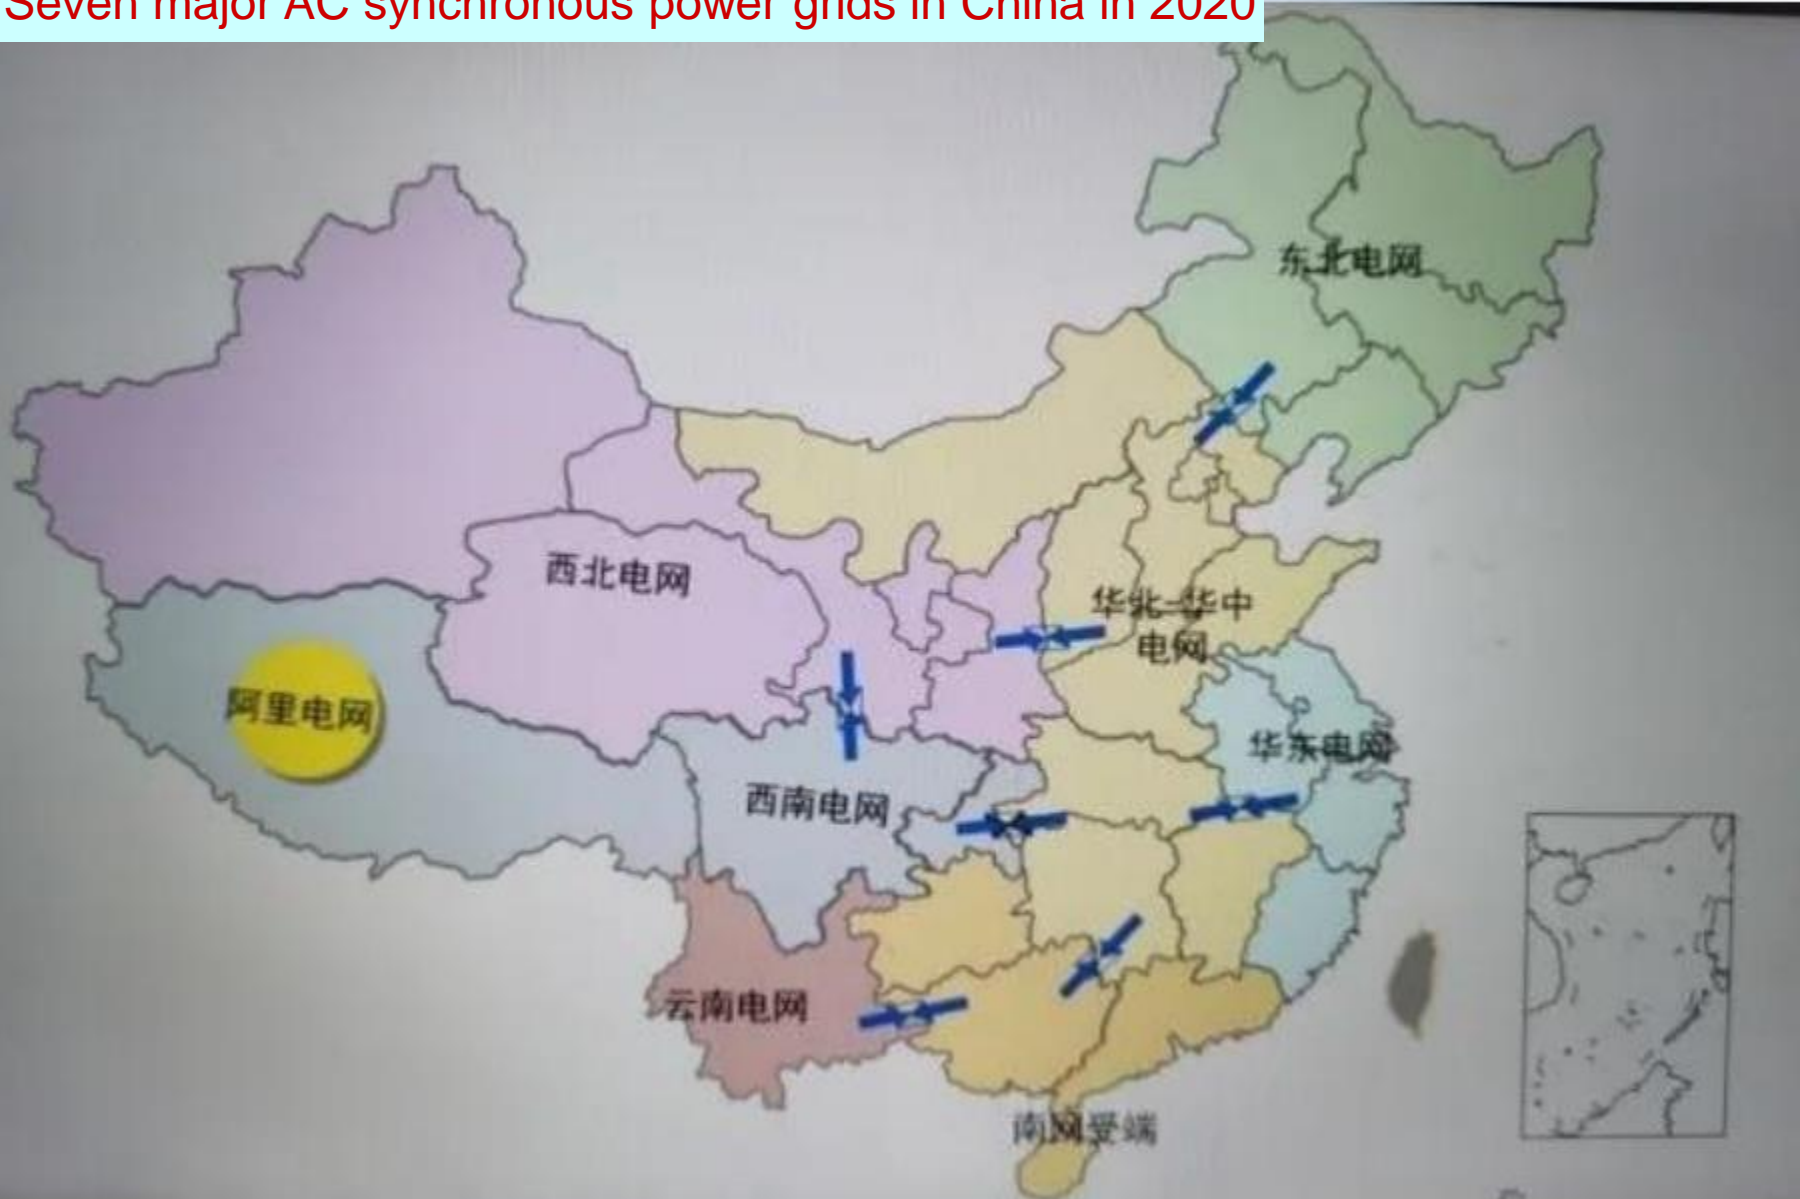 Seven major AC synchronous power grids in China in 2020
东北电网
西北电网
华北-华中
电网
阿里电网
华东电网
西南电网
云南电网
南网受端